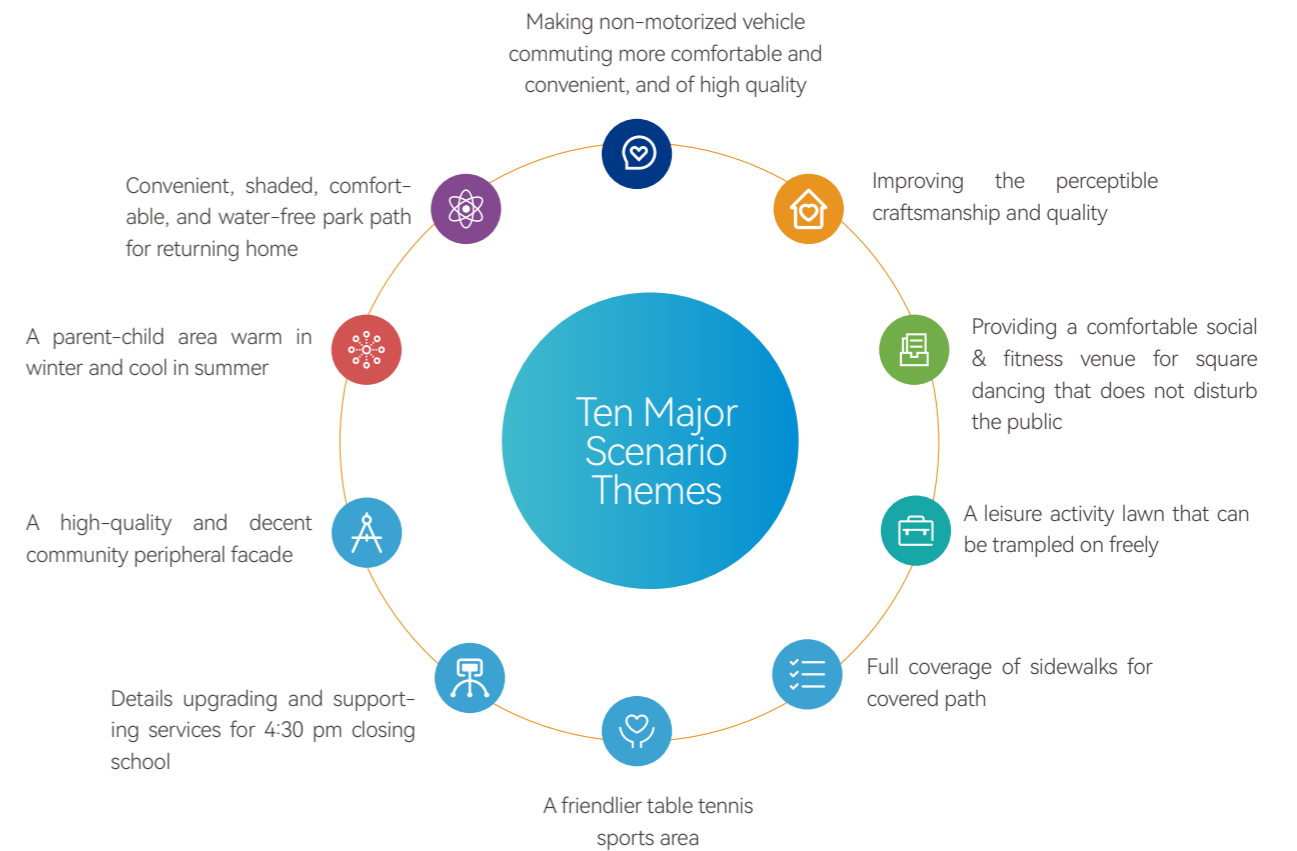 Making non-motorized vehicle
commuting more comfortable and
convenient, and of high quality
Improving the perceptible
craftsmanship and quality
Providing a comfortable social
& fitness venue for square
dancing that does not disturb
the public
A leisure activity lawn that can
be trampled on freely
Full coverage of sidewalks for
covered path
A friendlier table tennis
sports area
Details upgrading and support-
ing services for 4:30 pm closing
school
A high-quality and decent
community peripheral facade
A parent-child area warm in
winter and cool in summer
Convenient, shaded, comfort-
able, and water-free park path
for returning home
Ten Major
Scenario
Themes